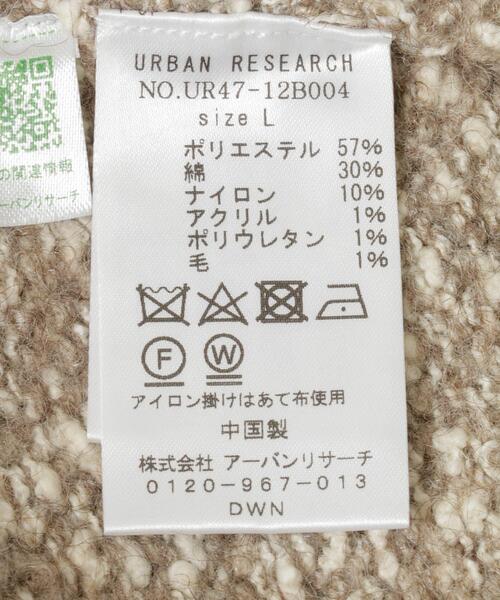 URBAN RESEARCH
NO.UR47-12B004
size L
ポリエステル 57%
綿 30%
ナイロン 10%
アクリル 1%
ポリウレタン 1%
毛 1%
F W
アイロン掛けはあて布使用
中国製
株式会社 アーバンリサーチ
0120-967-013
DWN
の関連情報
ーバンリサーチ